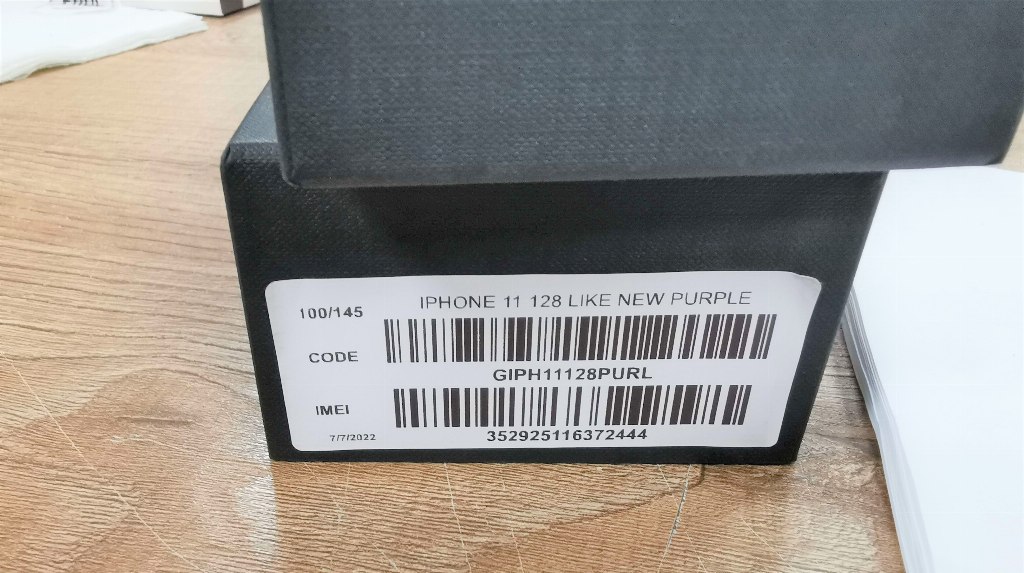 100/145
IPHONE 11 128 LIKE NEW PURPLE
CODE
GIPH11128PURL
IMEI
7/7/2022
352925116372444